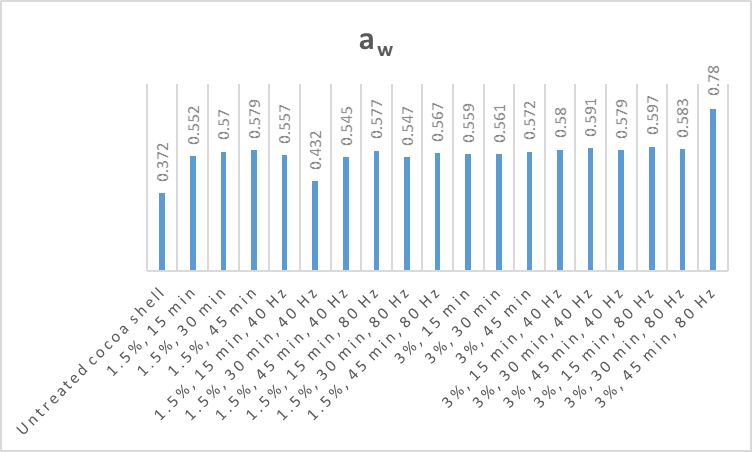 aw
0.372
0.552
0.57
0.579
0.557
0.432
0.545
0.577
0.547
0.567
0.559
0.561
0.572
0.58
0.591
0.579
0.597
0.583
0.78
Untreated cocoa shell
1.5%, 15 min
1.5%, 30 min
1.5%, 45 min
1.5%, 15 min, 40 Hz
1.5%, 30 min, 40 Hz
1.5%, 45 min, 40 Hz
1.5%, 15 min, 80 Hz
1.5%, 30 min, 80 Hz
1.5%, 45 min, 80 Hz
3%, 15 min
3%, 30 min
3%, 45 min
3%, 15 min, 40 Hz
3%, 30 min, 40 Hz
3%, 45 min, 40 Hz
3%, 15 min, 80 Hz
3%, 30 min, 80 Hz
3%, 45 min, 80 Hz